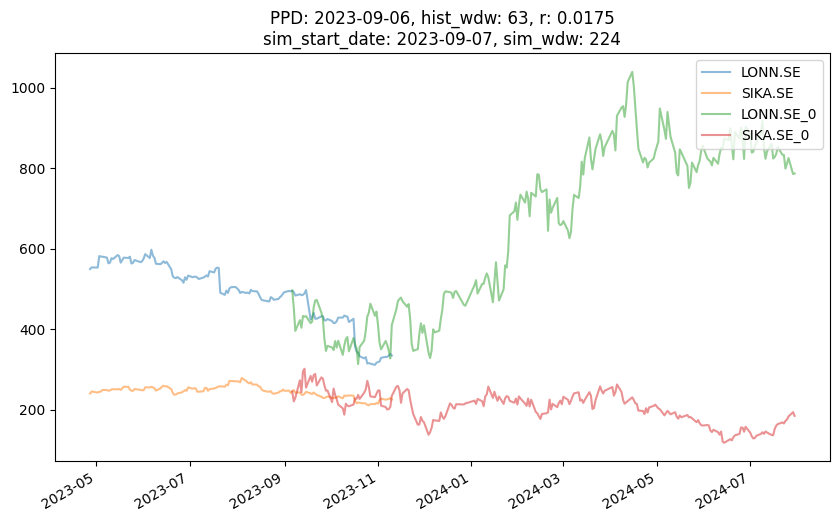 PPD: 2023-09-06, hist_wdw: 63, r: 0.0175
sim_start_date: 2023-09-07, sim_wdw: 224
LONN.SE
SIKA.SE
LONN.SE_0
SIKA.SE_0
1000
800
600
400
200
2023-05
2023-07
2023-09
2023-11
2024-01
2024-03
2024-05
2024-07